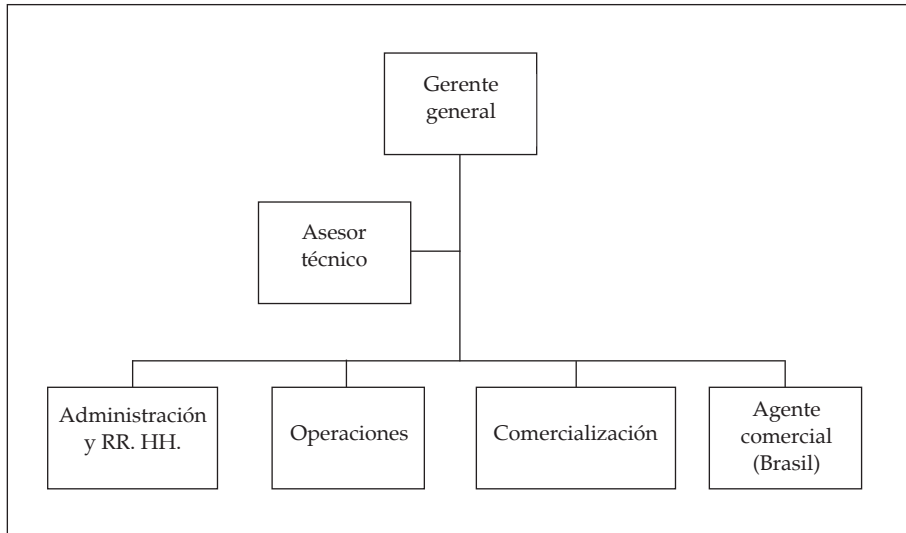 Gerente
general
Asesor
técnico
Administración
y RR. HH.
Operaciones
Comercialización
Agente
comercial
(Brasil)